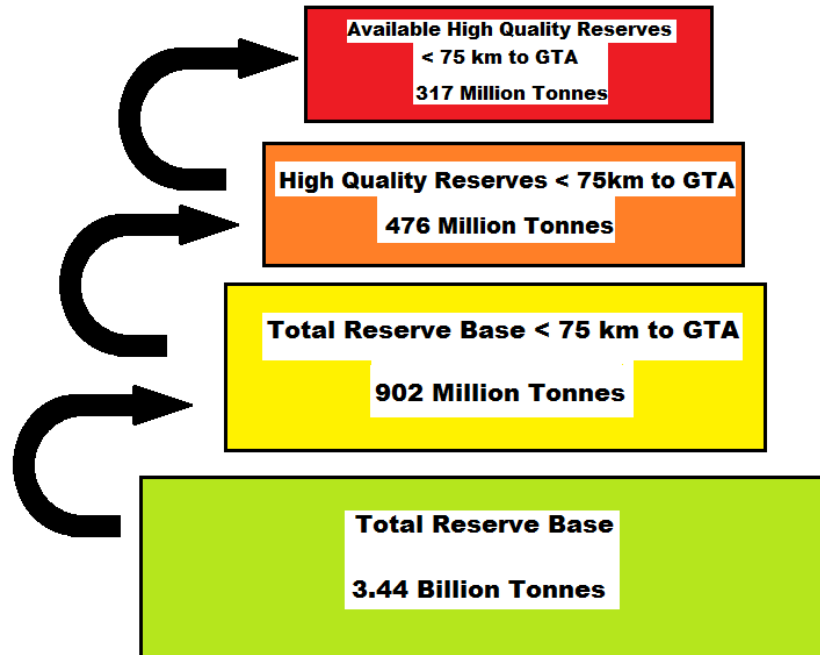 Available High Quality Reserves
< 75 km to GTA
317 Million Tonnes
High Quality Reserves < 75km to GTA
476 Million Tonnes
Total Reserve Base < 75 km to GTA
902 Million Tonnes
Total Reserve Base
3.44 Billion Tonnes